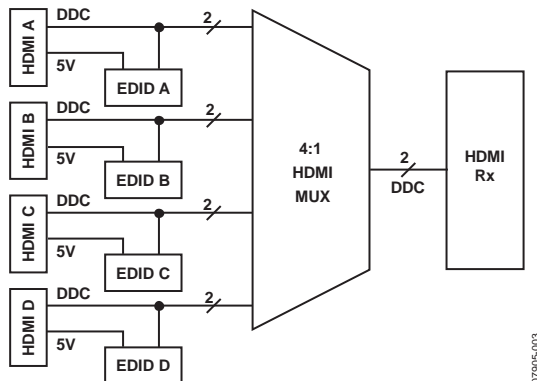 HDMI A
DDC
2
5V
EDID A
HDMI B
DDC
2
5V
EDID B
HDMI C
DDC
2
5V
EDID C
HDMI D
DDC
2
5V
EDID D
4:1
HDMI
MUX
2
DDC
HDMI
Rx
07905-003